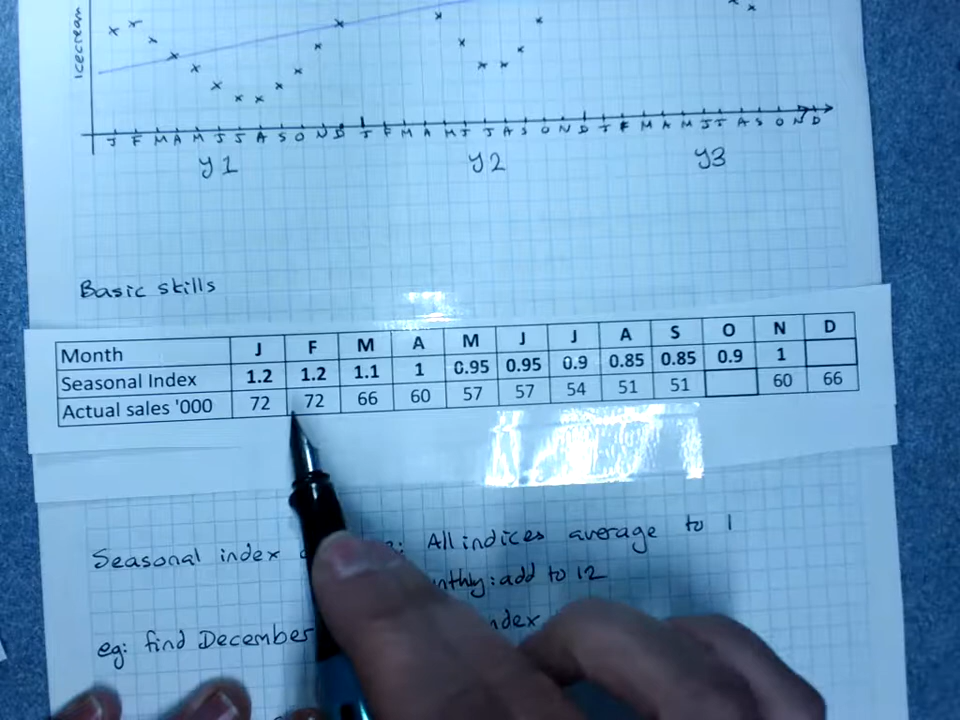 Icecream
J F M A M J J A S O N D J F M A M J J A S O N D J F M A M J J A S O N D
y1 y2 y3
Basic skills
Month J F M A M J J A S O N D
Seasonal Index 1.2 1.2 1.1 1 0.95 0.95 0.9 0.85 0.85 0.9 1
Actual sales '000 72 72 66 60 57 57 54 51 51 60 66
Seasonal index : All indices average to 1
nthly: add to 12
eg: find December ndex